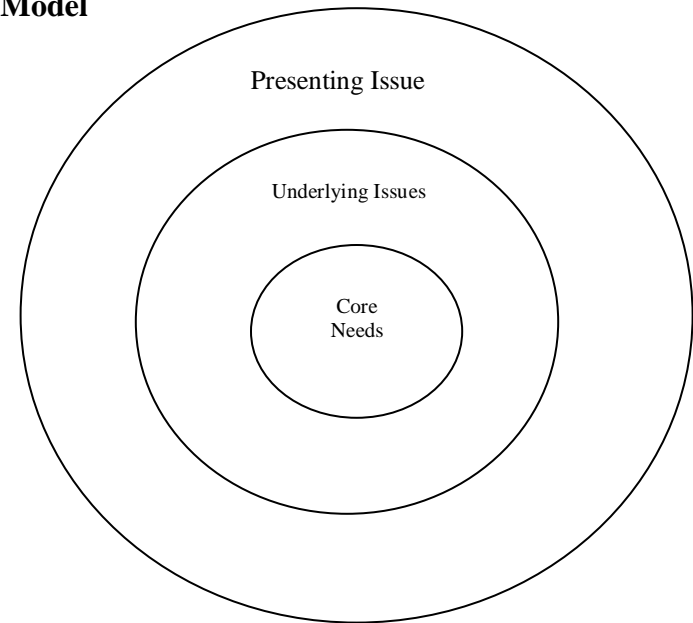 Model
Presenting Issue
Underlying Issues
Core
Needs